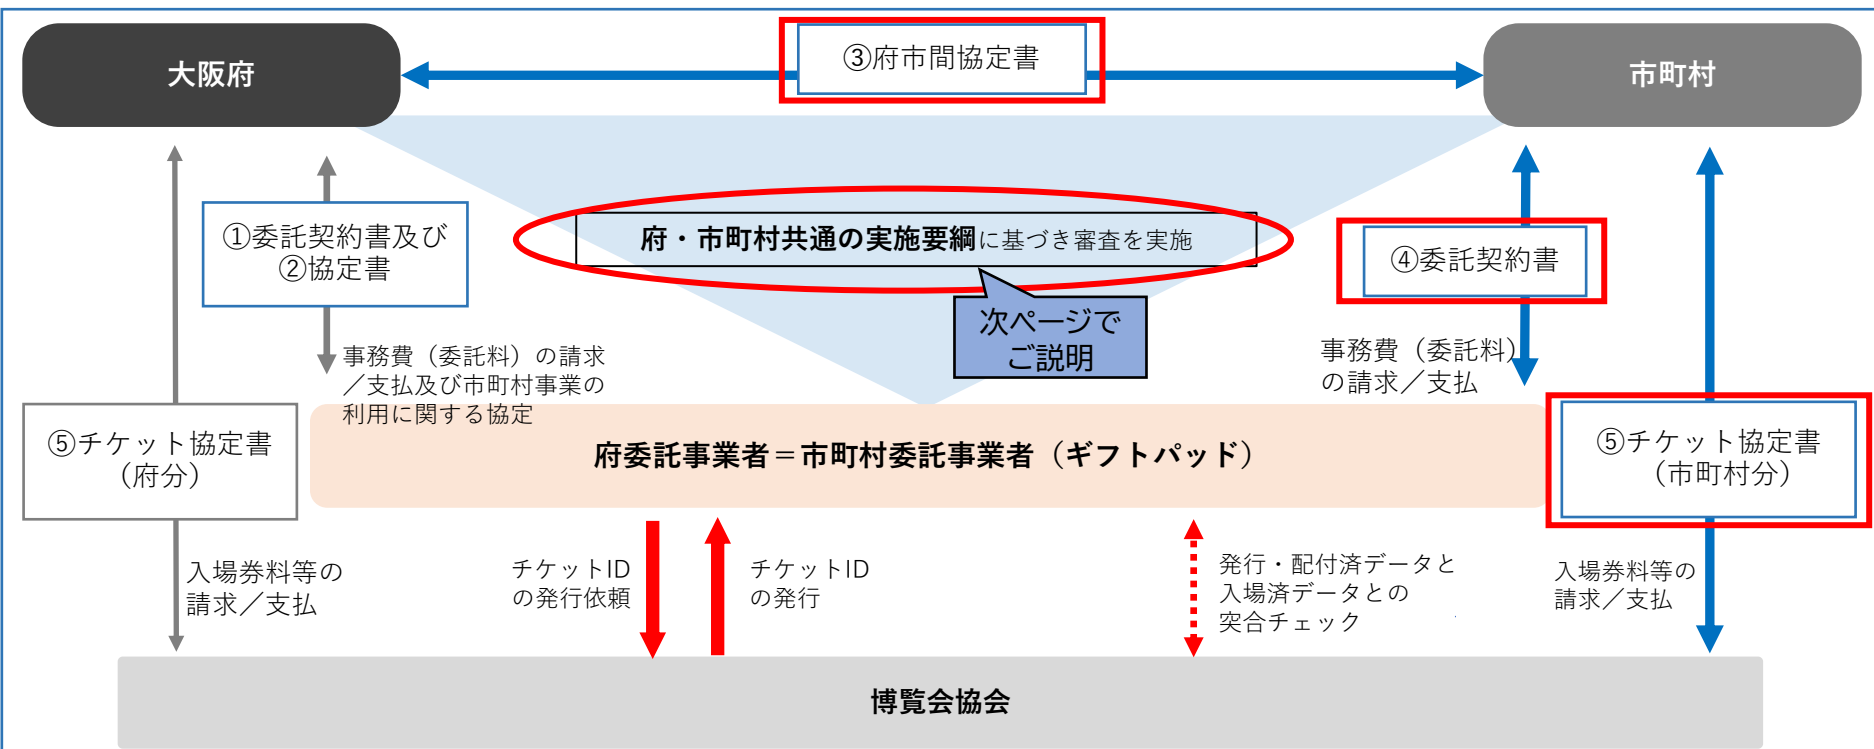 ③府市間協定書
大阪府
市町村
①委託契約書及び
②協定書
府・市町村共通の実施要綱に基づき審査を実施
④委託契約書
次ページで
ご説明
事務費（委託料）の請求
／支払及び市町村事業の
利用に関する協定
事務費（委託料）
の請求／支払
⑤チケット協定書
（府分）
府委託事業者＝市町村委託事業者（ギフトパッド）
⑤チケット協定書
（市町村分）
入場券料等の
請求／支払
チケットID
の発行依頼
チケットID
の発行
発行・配付済データと
入場済データとの
突合チェック
入場券料等の
請求／支払
博覧会協会